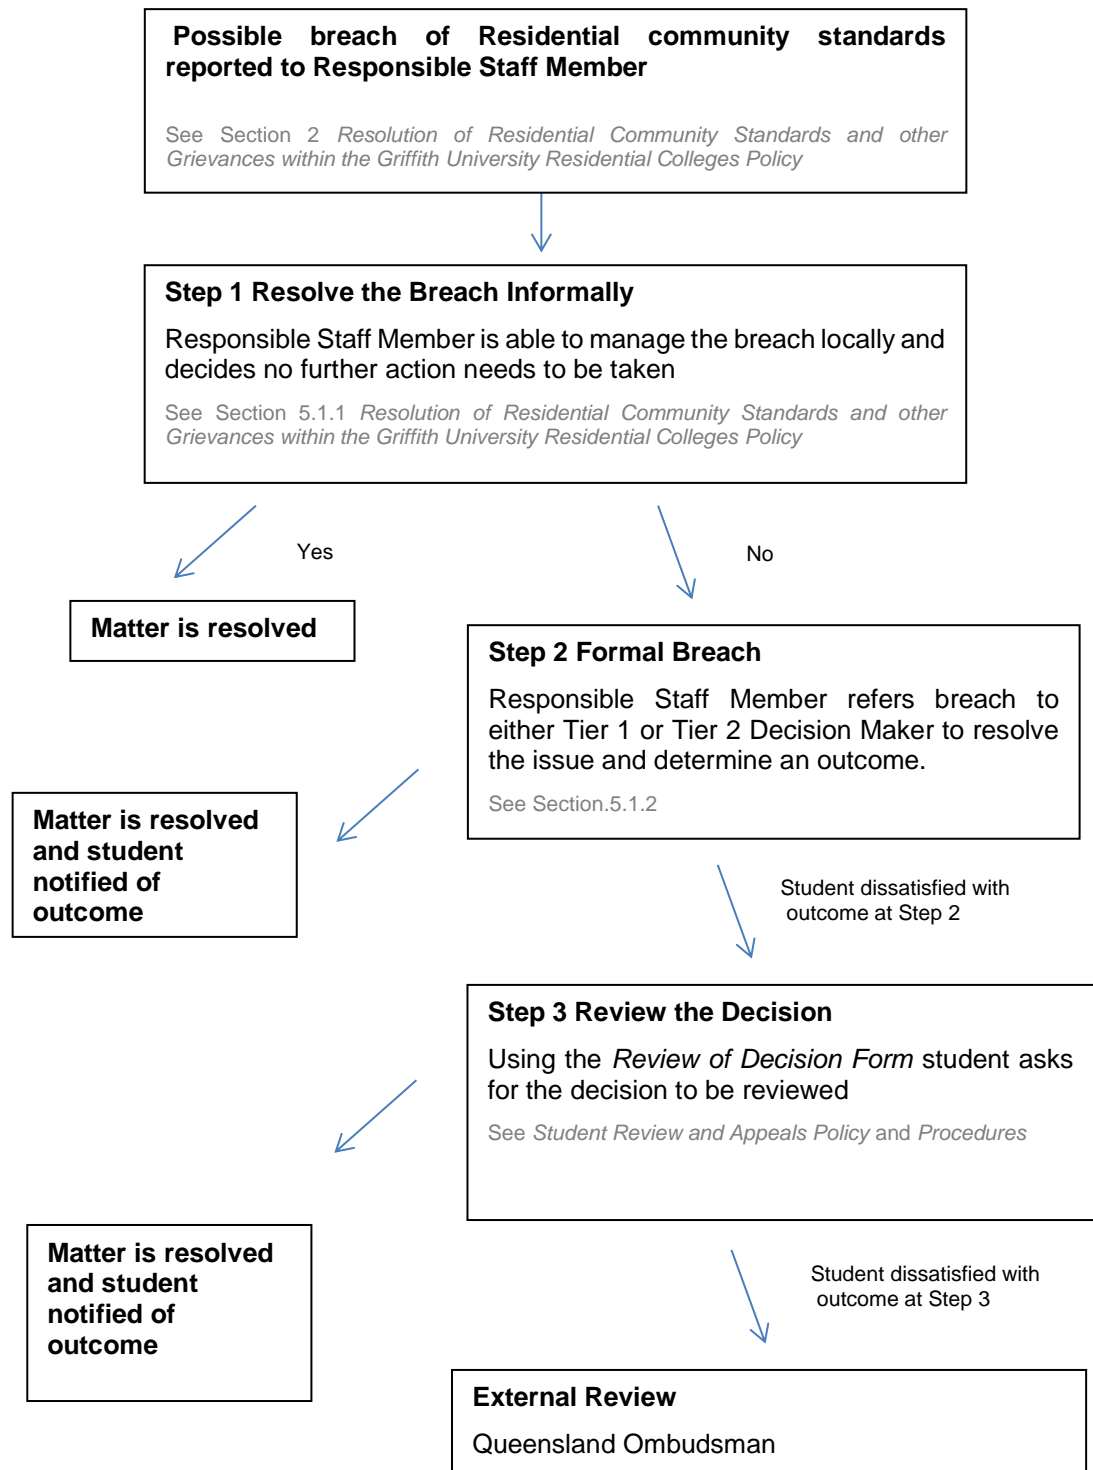 Possible breach of Residential community standards
reported to Responsible Staff Member
See Section 2 Resolution of Residential Community Standards and other
Grievances within the Griffith University Residential Colleges Policy
Step 1 Resolve the Breach Informally
Responsible Staff Member is able to manage the breach locally and
decides no further action needs to be taken
See Section 5.1.1 Resolution of Residential Community Standards and other
Grievances within the Griffith University Residential Colleges Policy
Yes
No
Matter is resolved
Step 2 Formal Breach
Responsible Staff Member refers breach to
either Tier 1 or Tier 2 Decision Maker to resolve
the issue and determine an outcome.
See Section.5.1.2
Matter is resolved
and student
notified of
outcome
Student dissatisfied with
outcome at Step 2
Step 3 Review the Decision
Using the Review of Decision Form student asks
for the decision to be reviewed
See Student Review and Appeals Policy and Procedures
Matter is resolved
and student
notified of
outcome
Student dissatisfied with
outcome at Step 3
External Review
Queensland Ombudsman